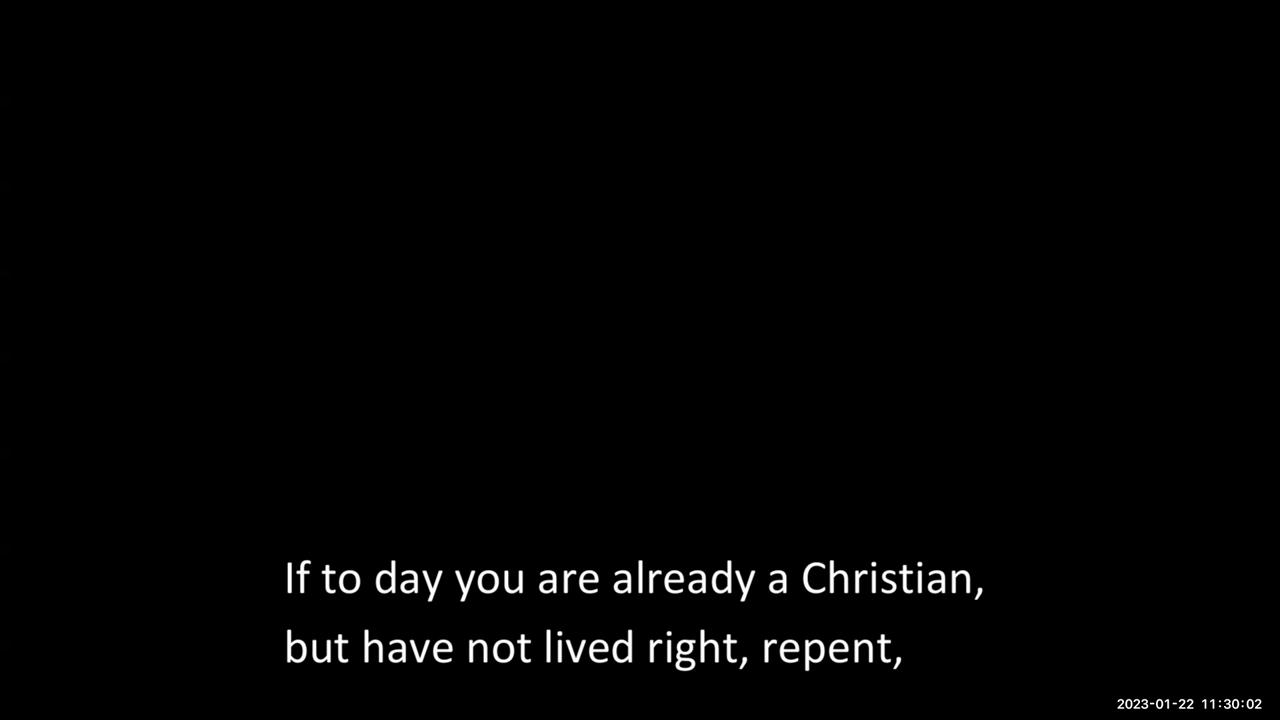 If to day you are already a Christian,
but have not lived right, repent,
2023-01-22 11:30:02